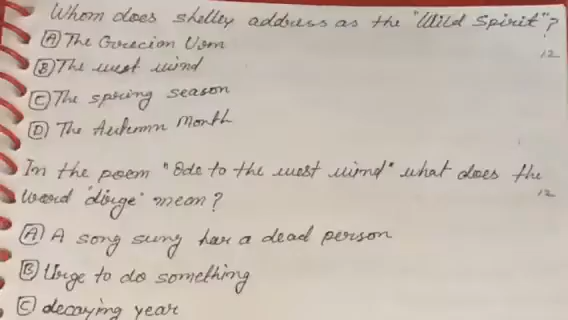 Whom does shelley address as the "Wild Spirit"?
Ⓐ The Grecian Urn
12
Ⓑ The west wind
Ⓒ The spring season
Ⓓ The Autumn Month
In the poem "Ode to the west wind" what does the
word 'dirge' mean?
12
Ⓐ A song sung for a dead person
Ⓑ Urge to do something
Ⓒ decaying year